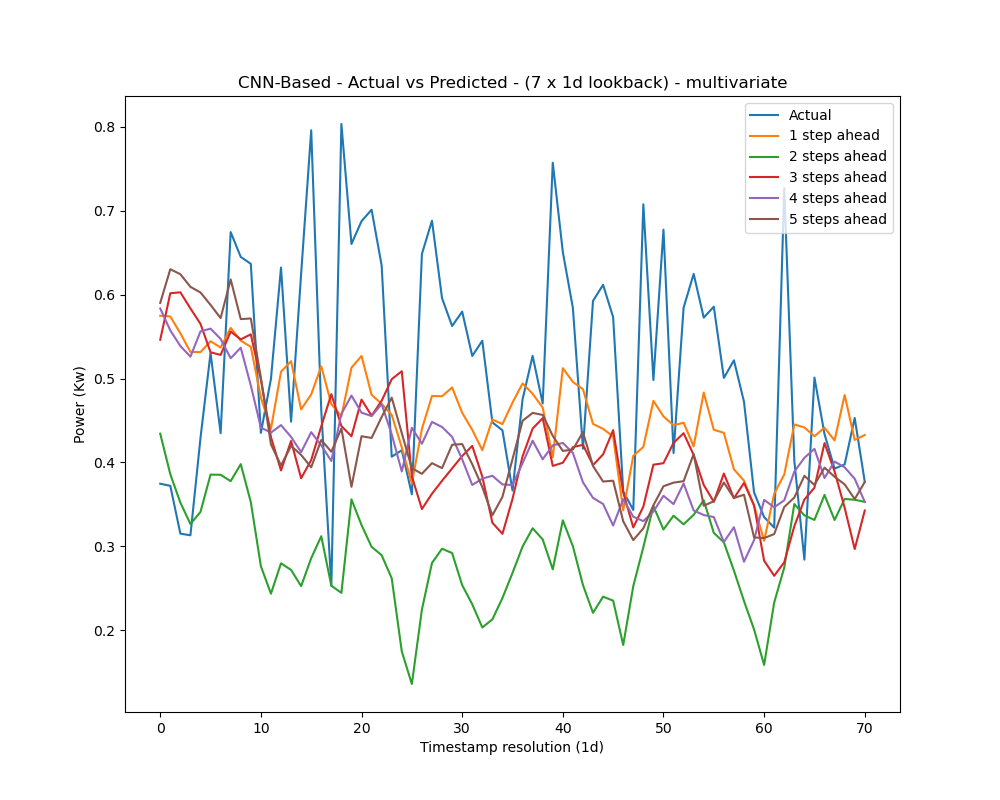 CNN-Based - Actual vs Predicted - (7 x 1d lookback) - multivariate
Actual
1 step ahead
2 steps ahead
3 steps ahead
4 steps ahead
5 steps ahead
0.8
0.7
0.6
0.5
0.4
0.3
0.2
Power (Kw)
0 10 20 30 40 50 60 70
Timestamp resolution (1d)